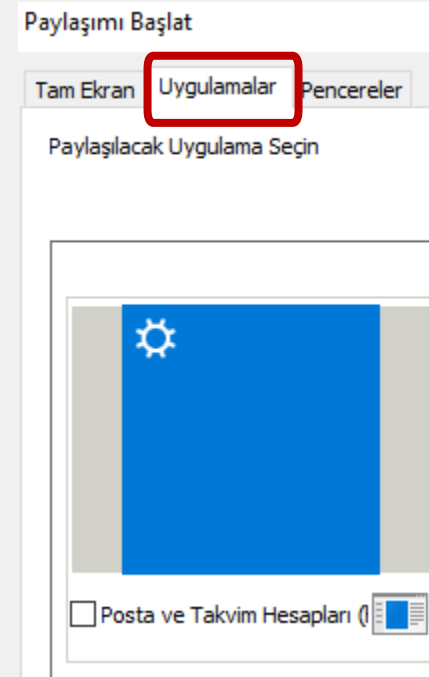 Paylaşımı Başlat
Tam Ekran Uygulamalar Pencereler
Paylaşılacak Uygulama Seçin
Posta ve Takvim Hesapları (